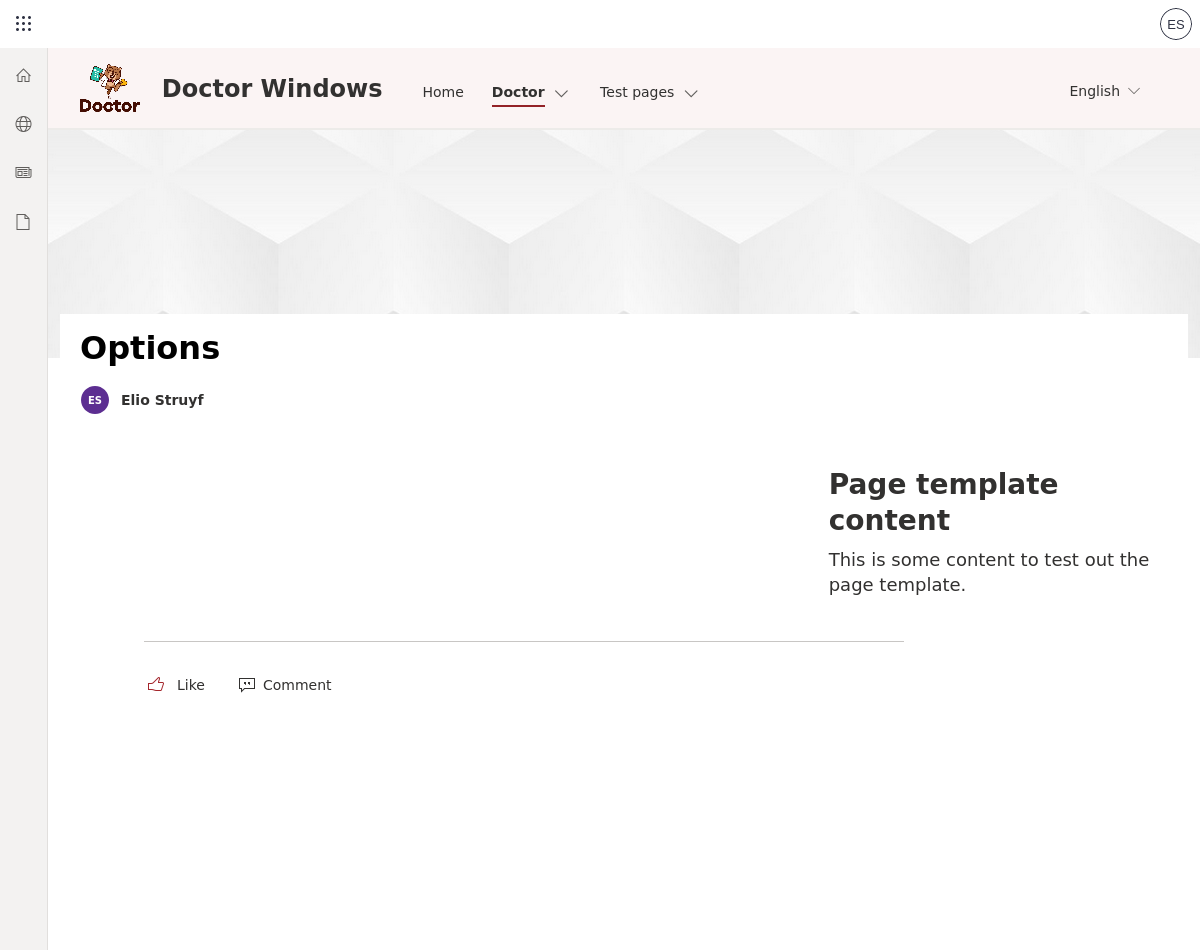 ES
Doctor
Doctor Windows
Home
Doctor
Test pages
English
Options
ES
Elio Struyf
Page template
content
This is some content to test out the
page template.
Like
Comment